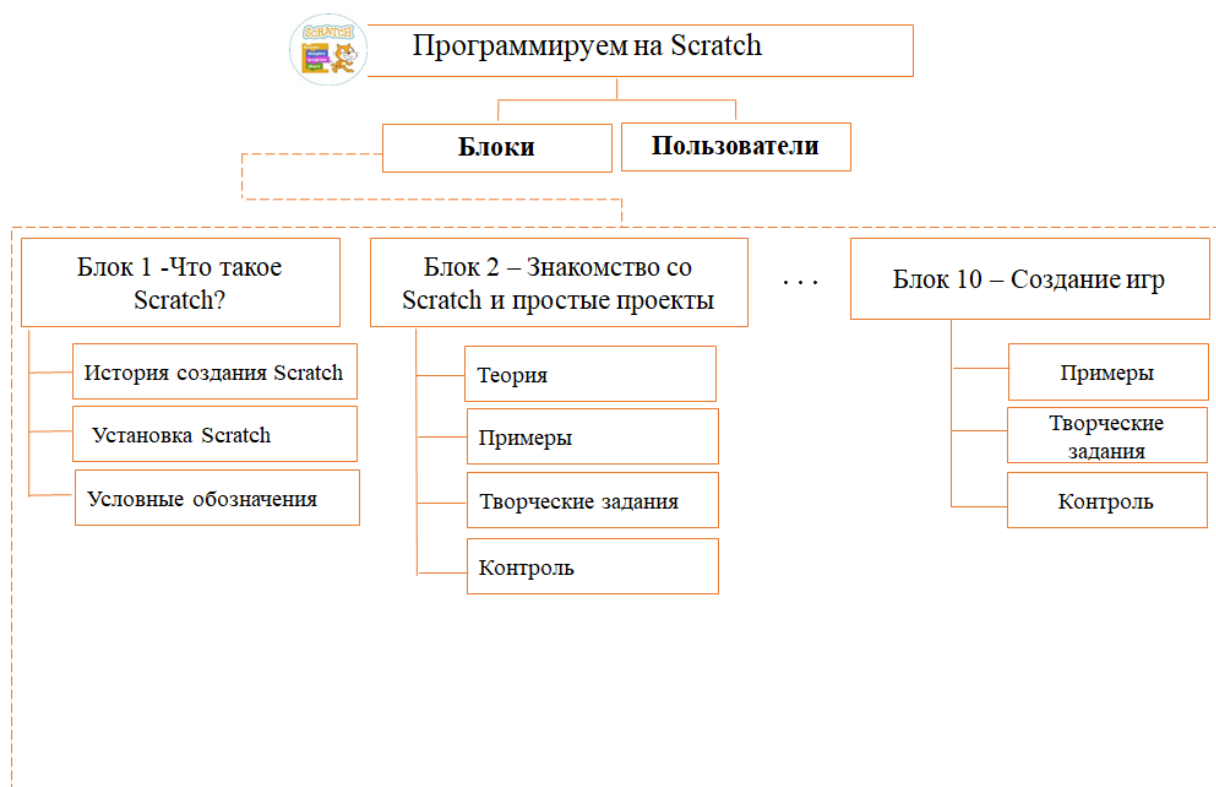 SCRATCH
Программируем на Scratch
Блоки
Пользователи
Блок 1 -Что такое
Scratch?
Блок 2 – Знакомство со
Scratch и простые проекты
. . .
Блок 10 – Создание игр
История создания Scratch
Установка Scratch
Условные обозначения
Теория
Примеры
Творческие задания
Контроль
Примеры
Творческие
задания
Контроль